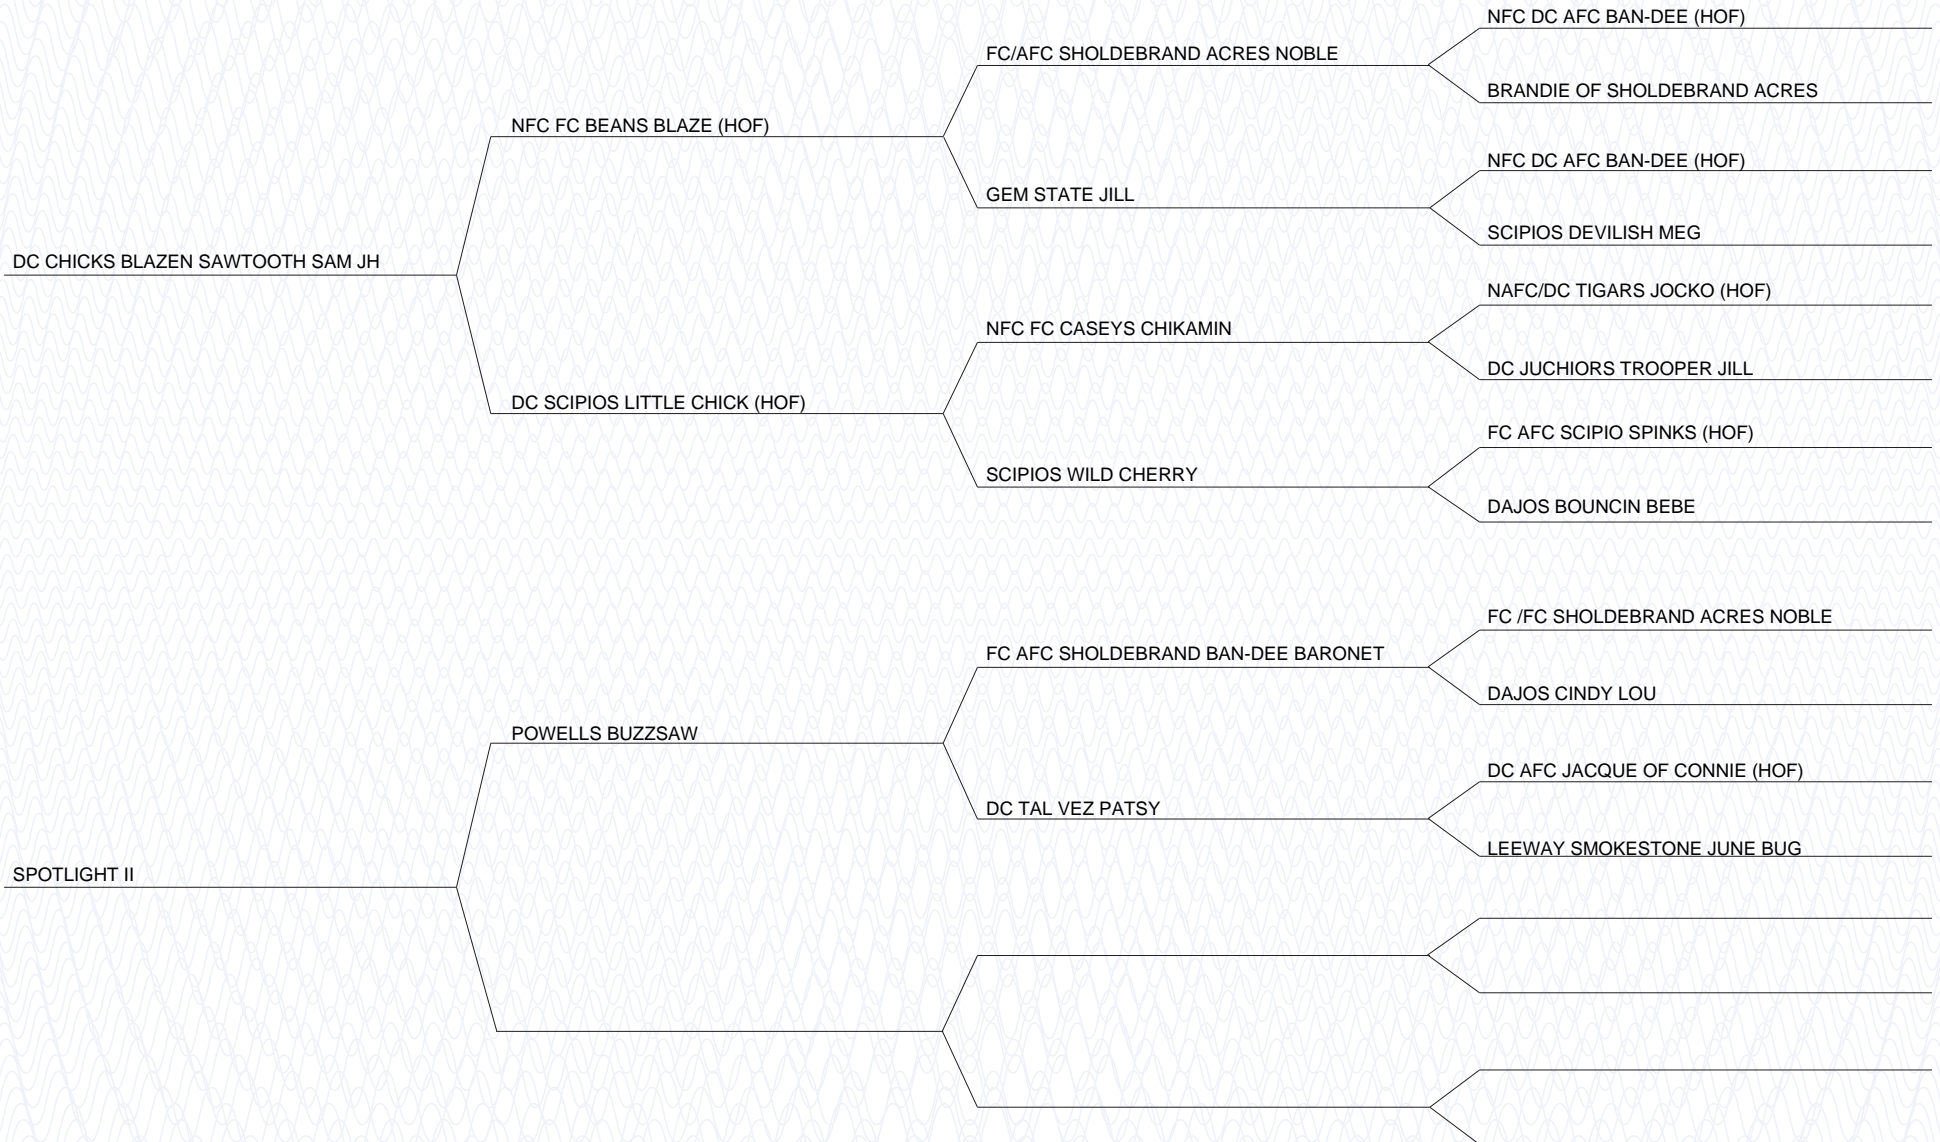 NFC DC AFC BAN-DEE (HOF)
FC/AFC SHOLDEBRAND ACRES NOBLE
BRANDIE OF SHOLDEBRAND ACRES
NFC FC BEANS BLAZE (HOF)
NFC DC AFC BAN-DEE (HOF)
GEM STATE JILL
SCIPIOS DEVILISH MEG
DC CHICKS BLAZEN SAWTOOTH SAM JH
NAFC/DC TIGARS JOCKO (HOF)
NFC FC CASEYS CHIKAMIN
DC JUCHIORS TROOPER JILL
DC SCIPIOS LITTLE CHICK (HOF)
FC AFC SCIPIO SPINKS (HOF)
SCIPIOS WILD CHERRY
DAJOS BOUNCIN BEBE
FC /FC SHOLDEBRAND ACRES NOBLE
FC AFC SHOLDEBRAND BAN-DEE BARONET
DAJOS CINDY LOU
POWELLS BUZZSAW
DC AFC JACQUE OF CONNIE (HOF)
DC TAL VEZ PATSY
LEEWAY SMOKESTONE JUNE BUG
SPOTLIGHT II